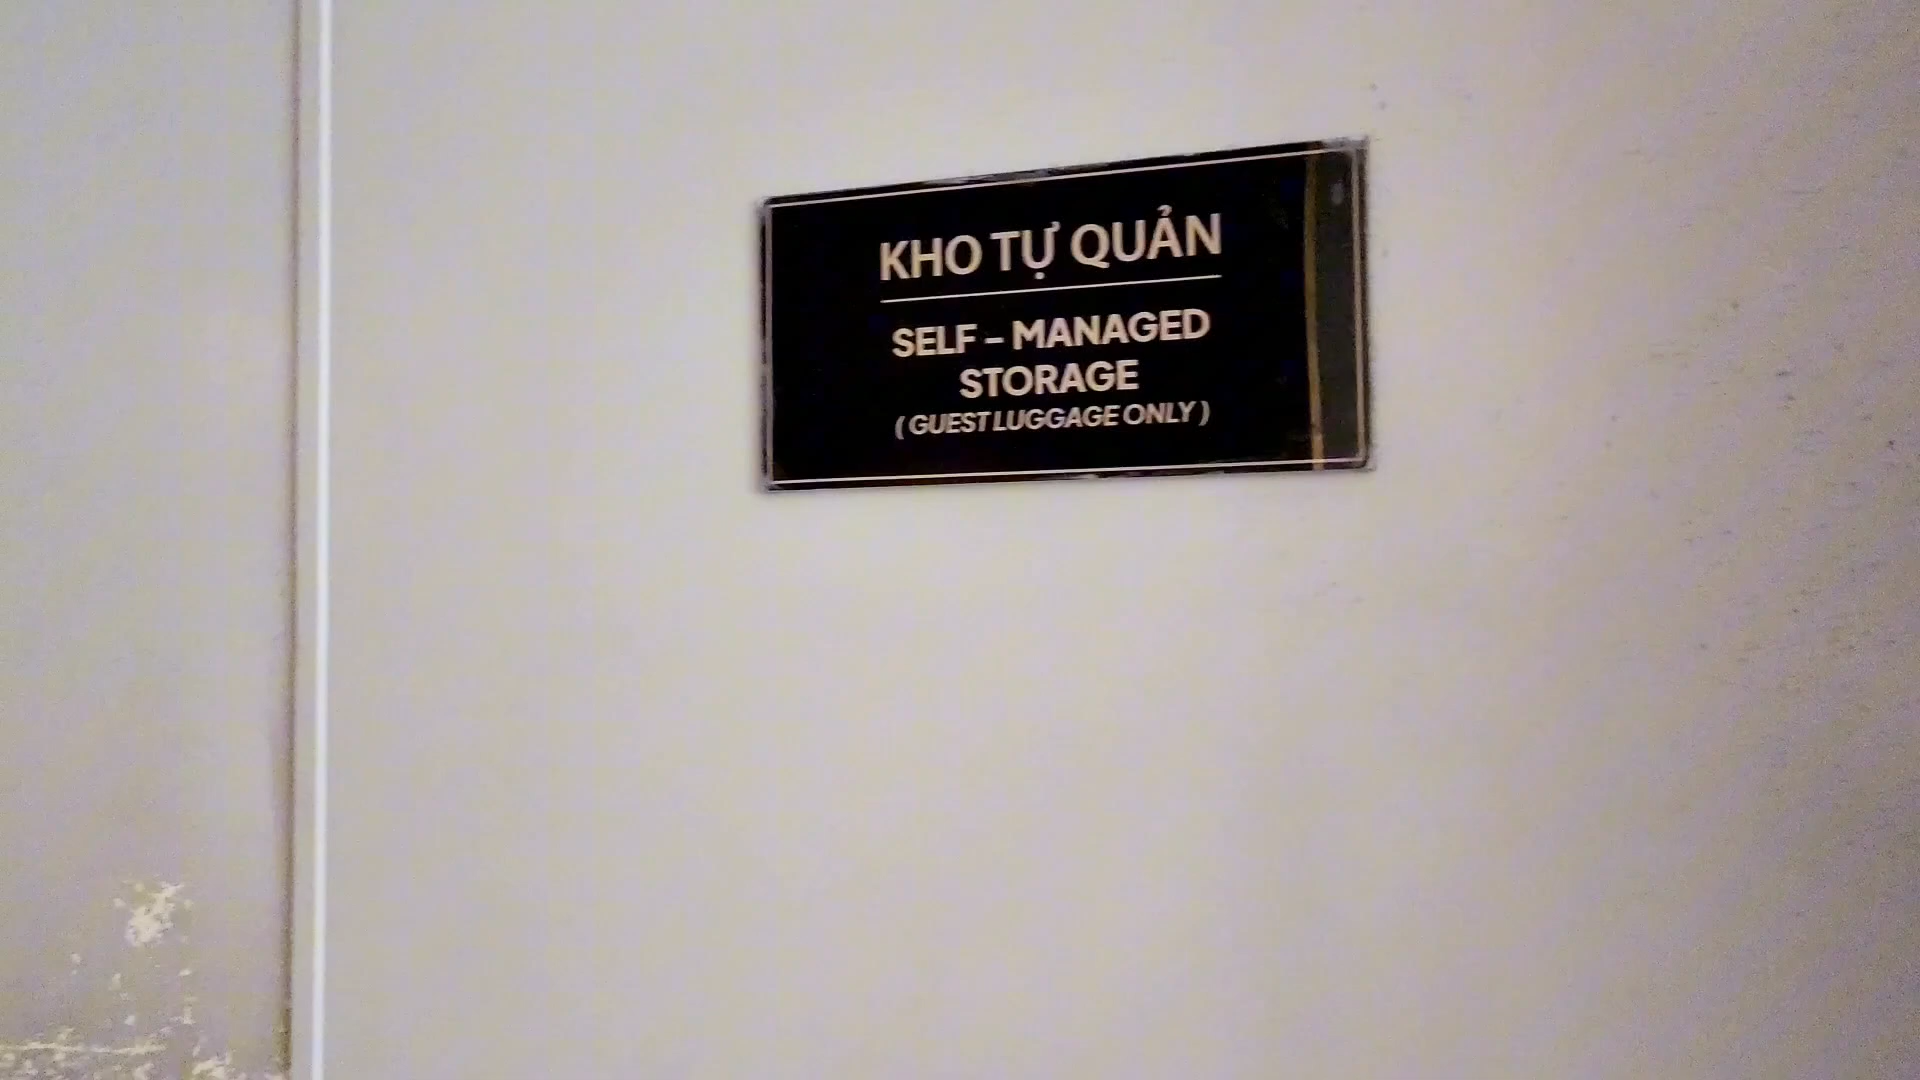 KHO TỰ QUẢN
SELF – MANAGED
STORAGE
( GUEST LUGGAGE ONLY )